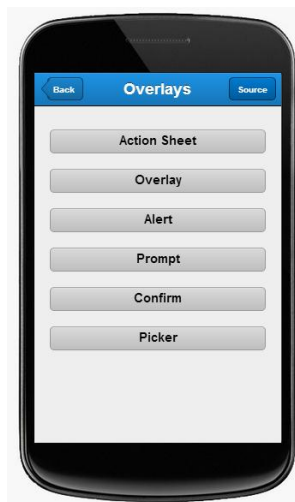 Back Overlays Source
Action Sheet
Overlay
Alert
Prompt
Confirm
Picker